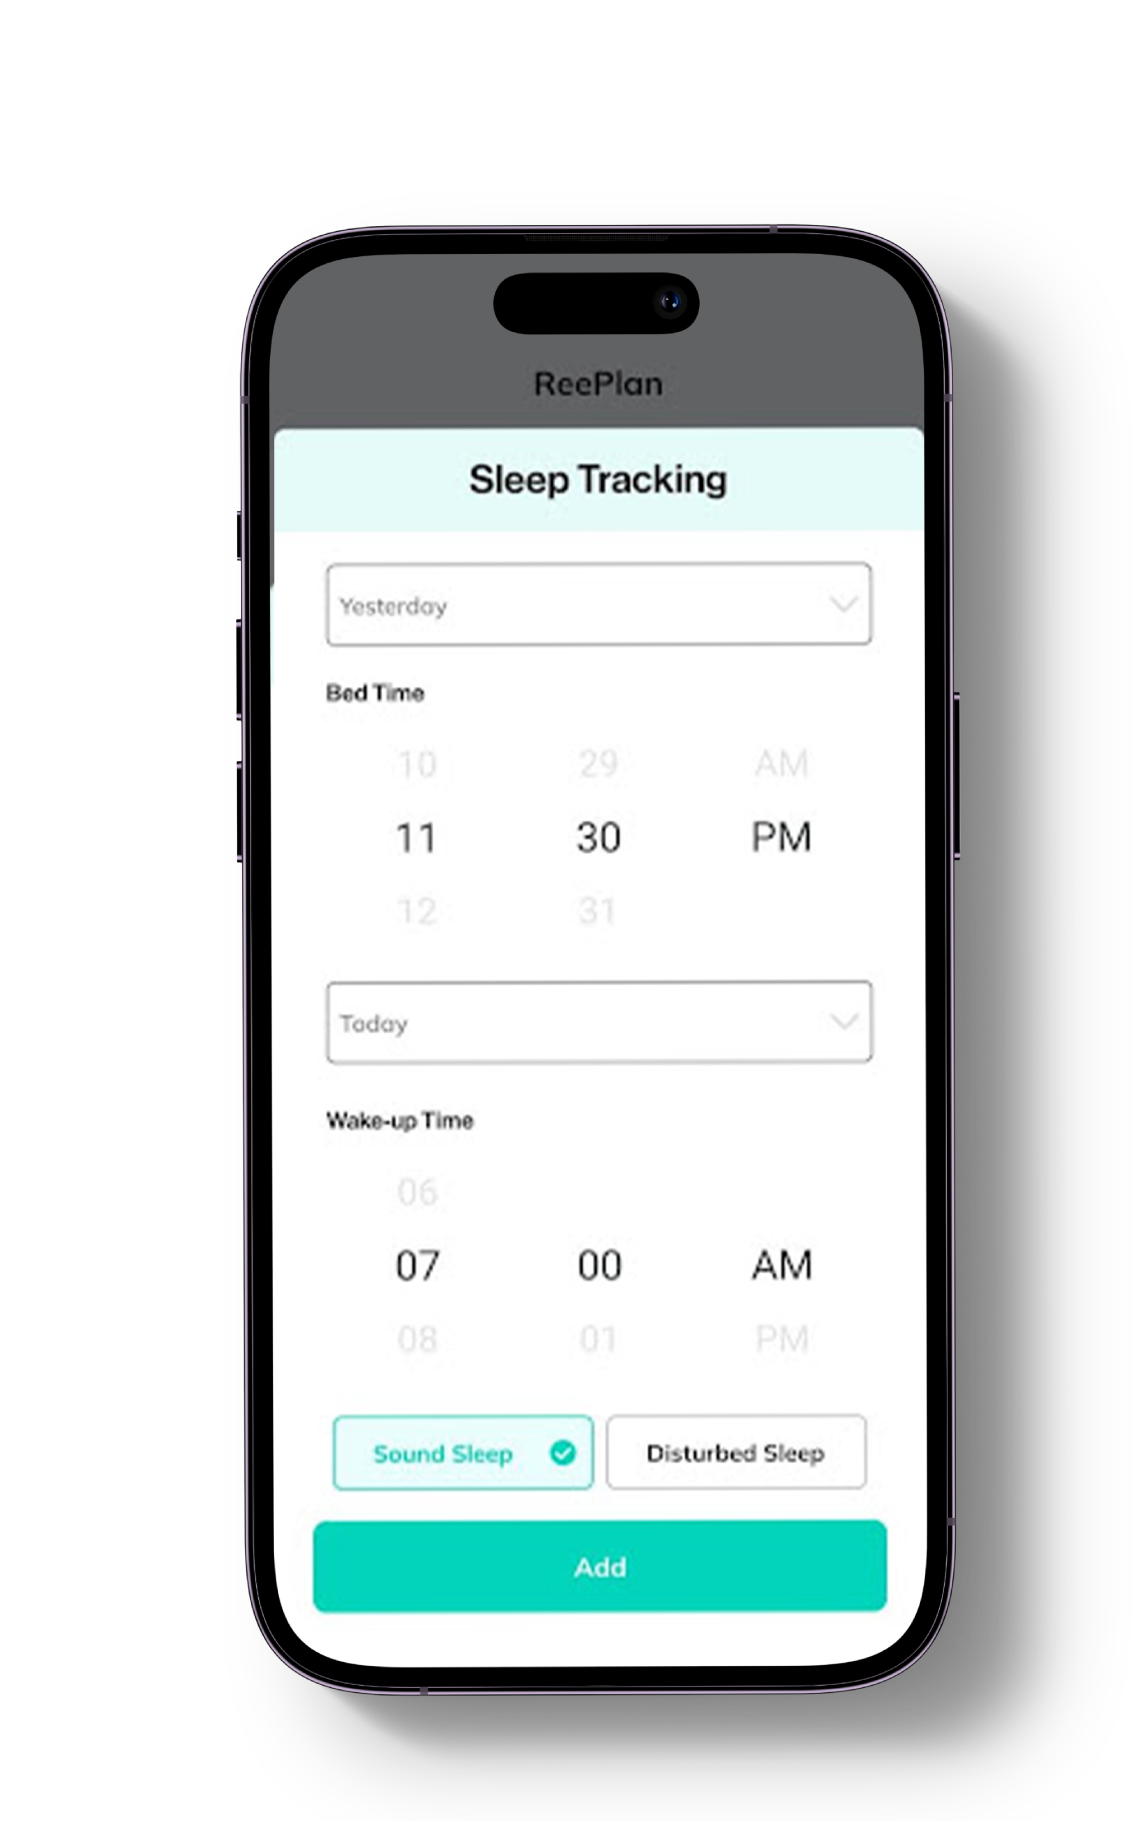 ReePlan
Sleep Tracking
Yesterday
Bed Time
10 29 AM
11 30 PM
12 31
Today
Wake-up Time
06
07 00 AM
08 01 PM
Sound Sleep Disturbed Sleep
Add